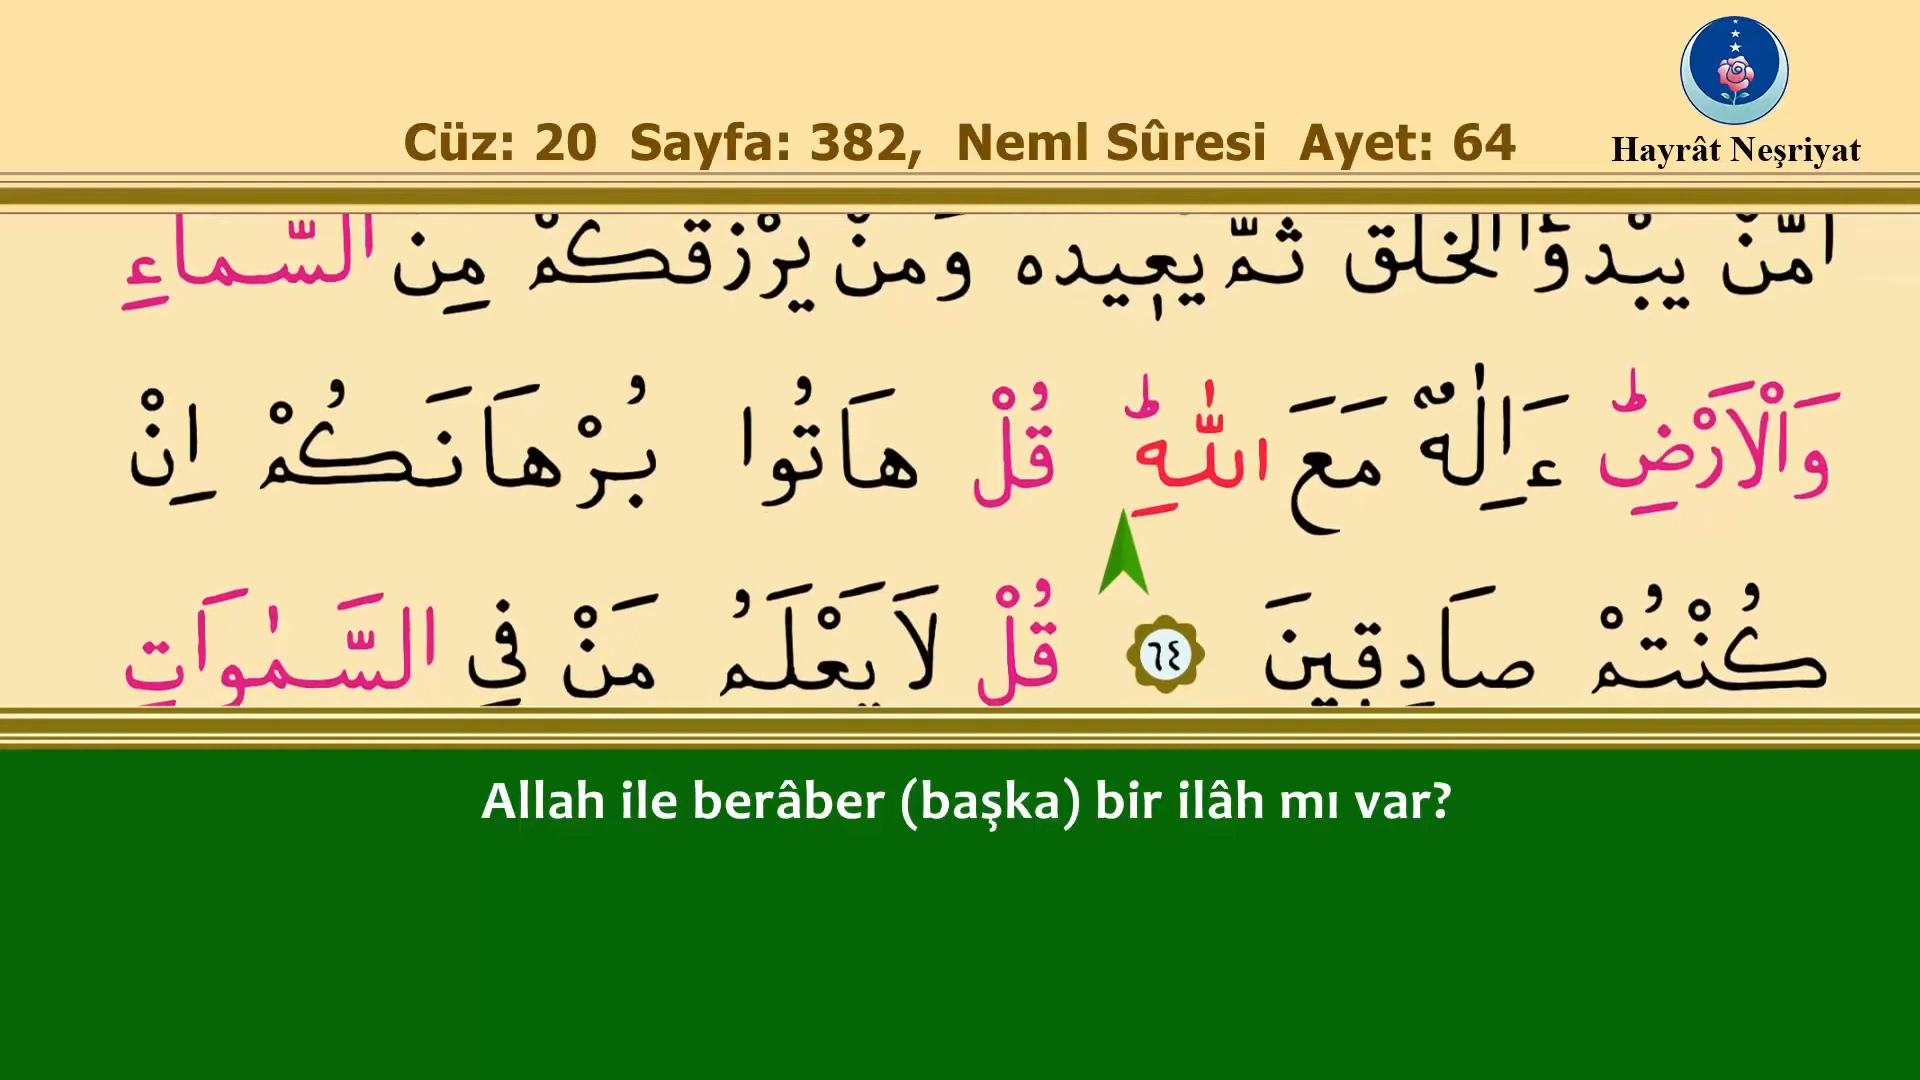 Cüz: 20 Sayfa: 382, Neml Sûresi Ayet: 64
Hayrât Neşriyat
اَمَّنْ يَبْدَؤُا الْخَلْقَ ثُمَّ يُعٖيدُهُ وَمَنْ يَرْزُقُكُمْ مِنَ السَّمَاءِ
وَالْاَرْضِؕ ءَاِلٰهٌ مَعَ اللّٰهِؕ قُلْ هَاتُوا بُرْهَانَكُمْ اِنْ
كُنْتُمْ صَادِقٖينَ ﴿٦٤﴾ قُلْ لَا يَعْلَمُ مَنْ فِي السَّمٰوَاتِ
Allah ile berâber (başka) bir ilâh mı var?